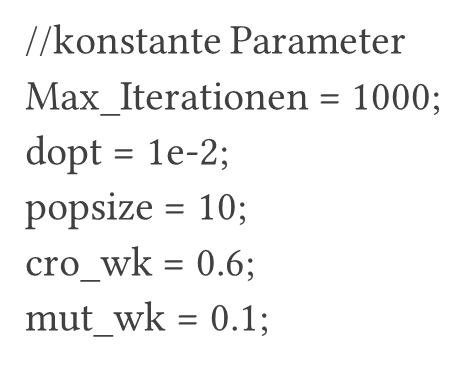 //konstante Parameter
Max_Iterationen = 1000;
dopt = 1e-2;
popsize = 10;
cro_wk = 0.6;
mut_wk = 0.1;